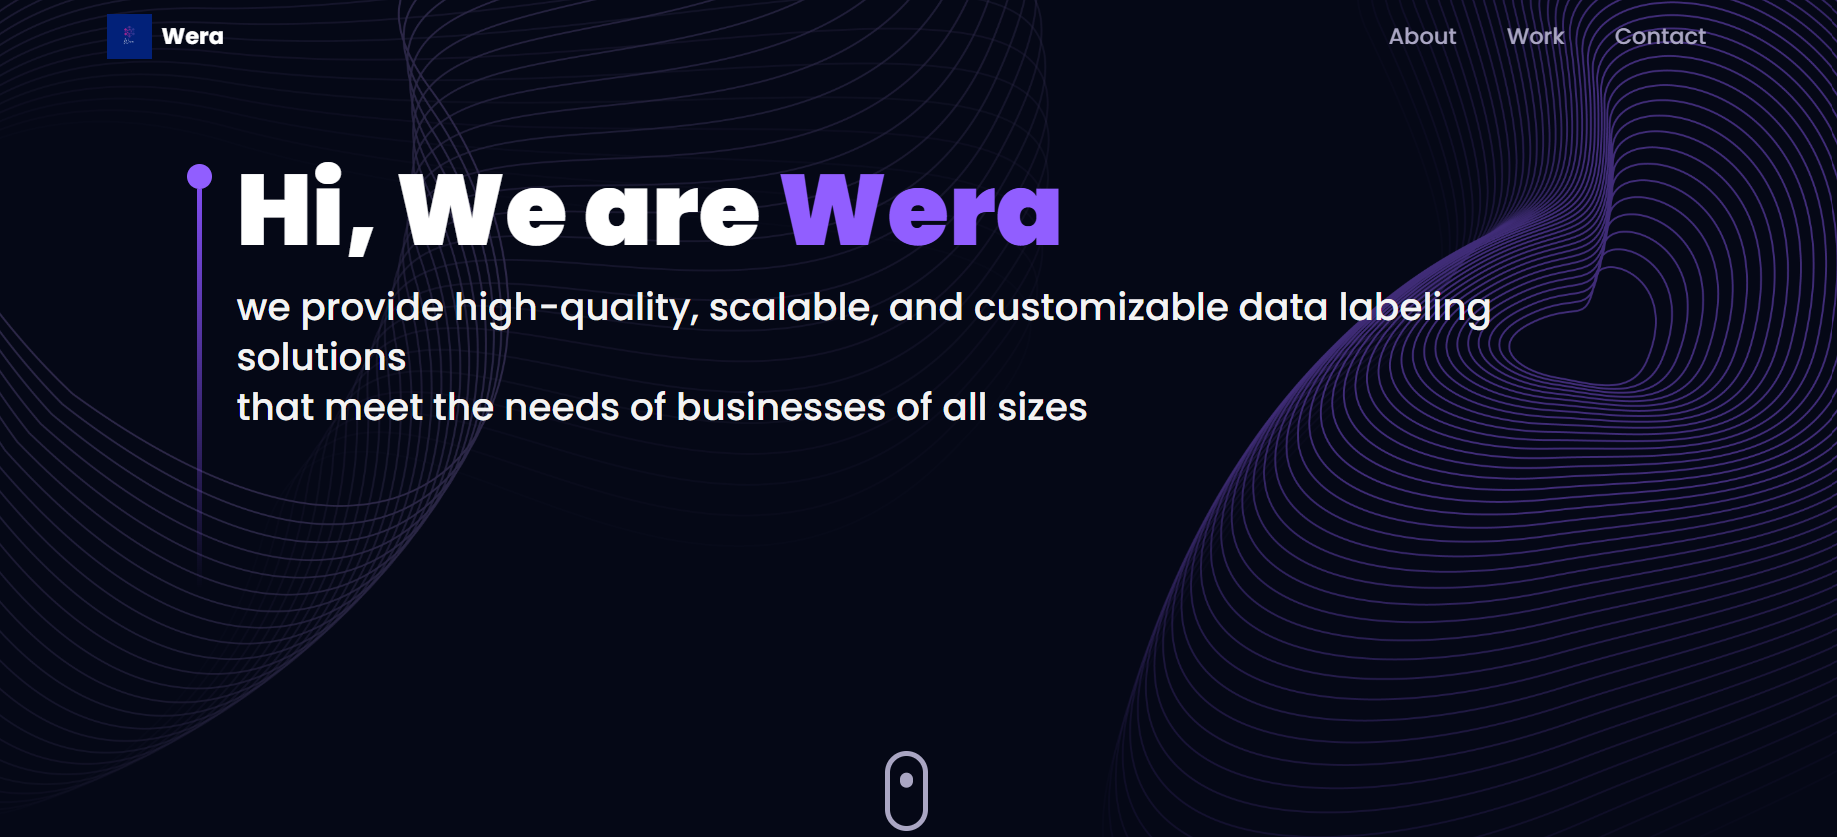 Wera
About Work Contact
Hi, We are Wera
we provide high-quality, scalable, and customizable data labeling
solutions
that meet the needs of businesses of all sizes